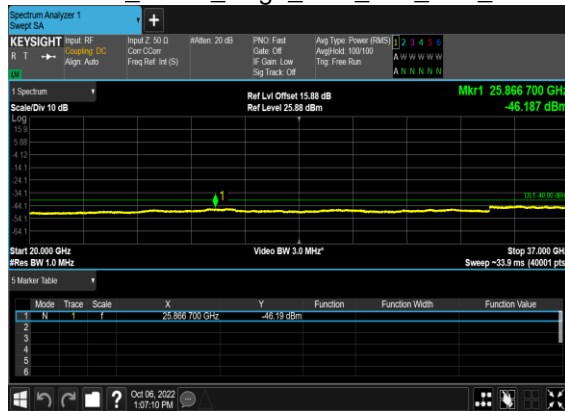 Spectrum Analyzer 1
Swept SA
KEYSIGHT
R T
Input: RF
Coupling: DC
Align: Auto
Input Z: 50 Ω
Corr CCorr
Freq Ref: Int (S)
#Atten: 20 dB
PNO: Fast
Gate: Off
IF Gain: Low
Sig Track: Off
Avg Type: Power (RMS)
Avg|Hold: 100/100
Trig: Free Run
1 2 3 4 5 6
A W W W W W
A N N N N N
1 Spectrum
Scale/Div 10 dB
Ref Lvl Offset 15.88 dB
Ref Level 25.88 dBm
Mkr1 25.866 700 GHz
-46.187 dBm
Log
15.9
5.88
-4.12
-14.1
-24.1
-34.1
-44.1
-54.1
-64.1
1
DL1 -40.00 dBm
Start 20.000 GHz
#Res BW 1.0 MHz
Video BW 3.0 MHz*
Stop 37.000 GHz
Sweep ~33.9 ms (40001 pts)
5 Marker Table
Mode Trace Scale X Y Function Function Width Function Value
1 N 1 f 25.866 700 GHz -46.19 dBm
2
3
4
5
6
?
Oct 06, 2022
1:07:10 PM